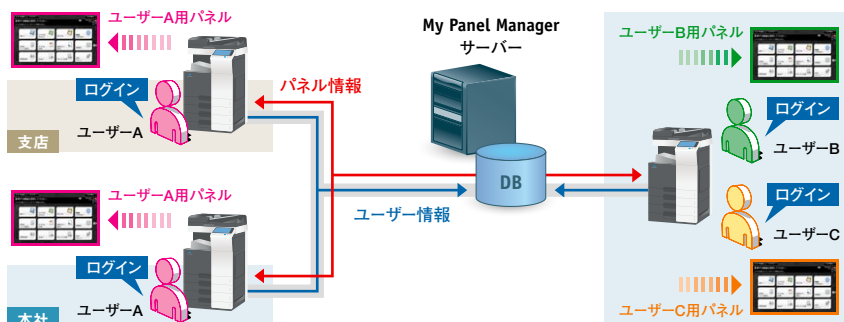 ユーザーA用パネル
ログイン
ユーザーA
支店
ユーザーA用パネル
ログイン
ユーザーA
本社
パネル情報
ユーザー情報
My Panel Manager
サーバー
DB
ユーザーB用パネル
ログイン
ユーザーB
ログイン
ユーザーC
ユーザーC用パネル